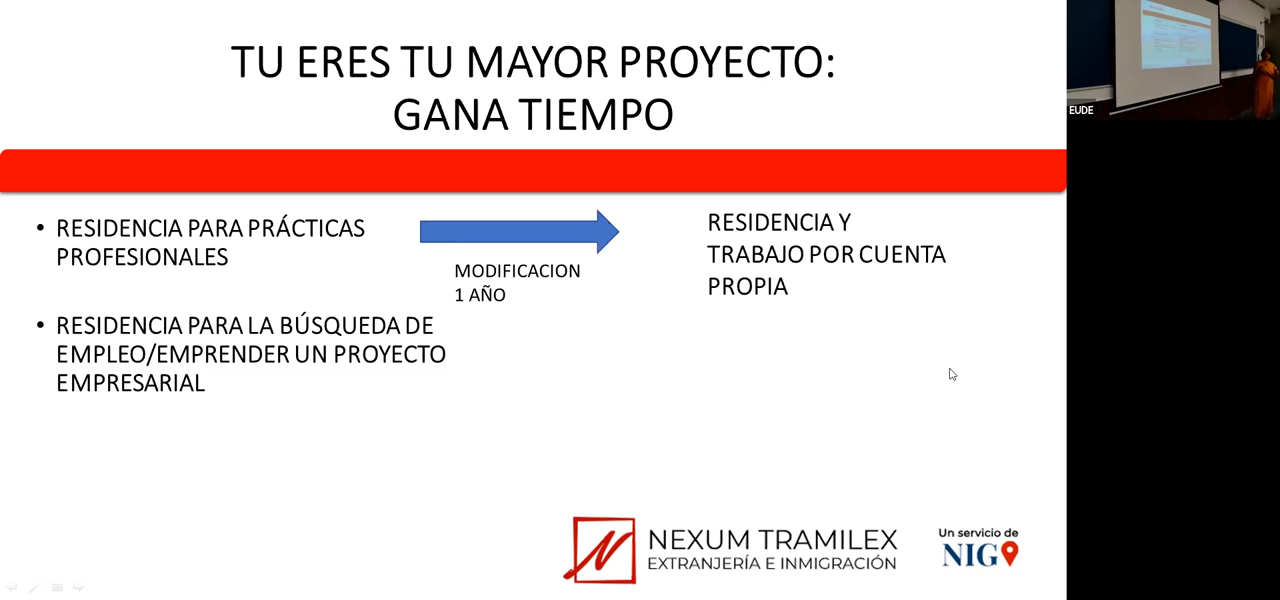 TU ERES TU MAYOR PROYECTO:
GANA TIEMPO
• RESIDENCIA PARA PRÁCTICAS
PROFESIONALES
MODIFICACION
1 AÑO
RESIDENCIA Y
TRABAJO POR CUENTA
PROPIA
• RESIDENCIA PARA LA BÚSQUEDA DE
EMPLEO/EMPRENDER UN PROYECTO
EMPRESARIAL
NEXUM TRAMILEX
EXTRANJERÍA E INMIGRACIÓN
Un servicio de
NIGO
EUDE